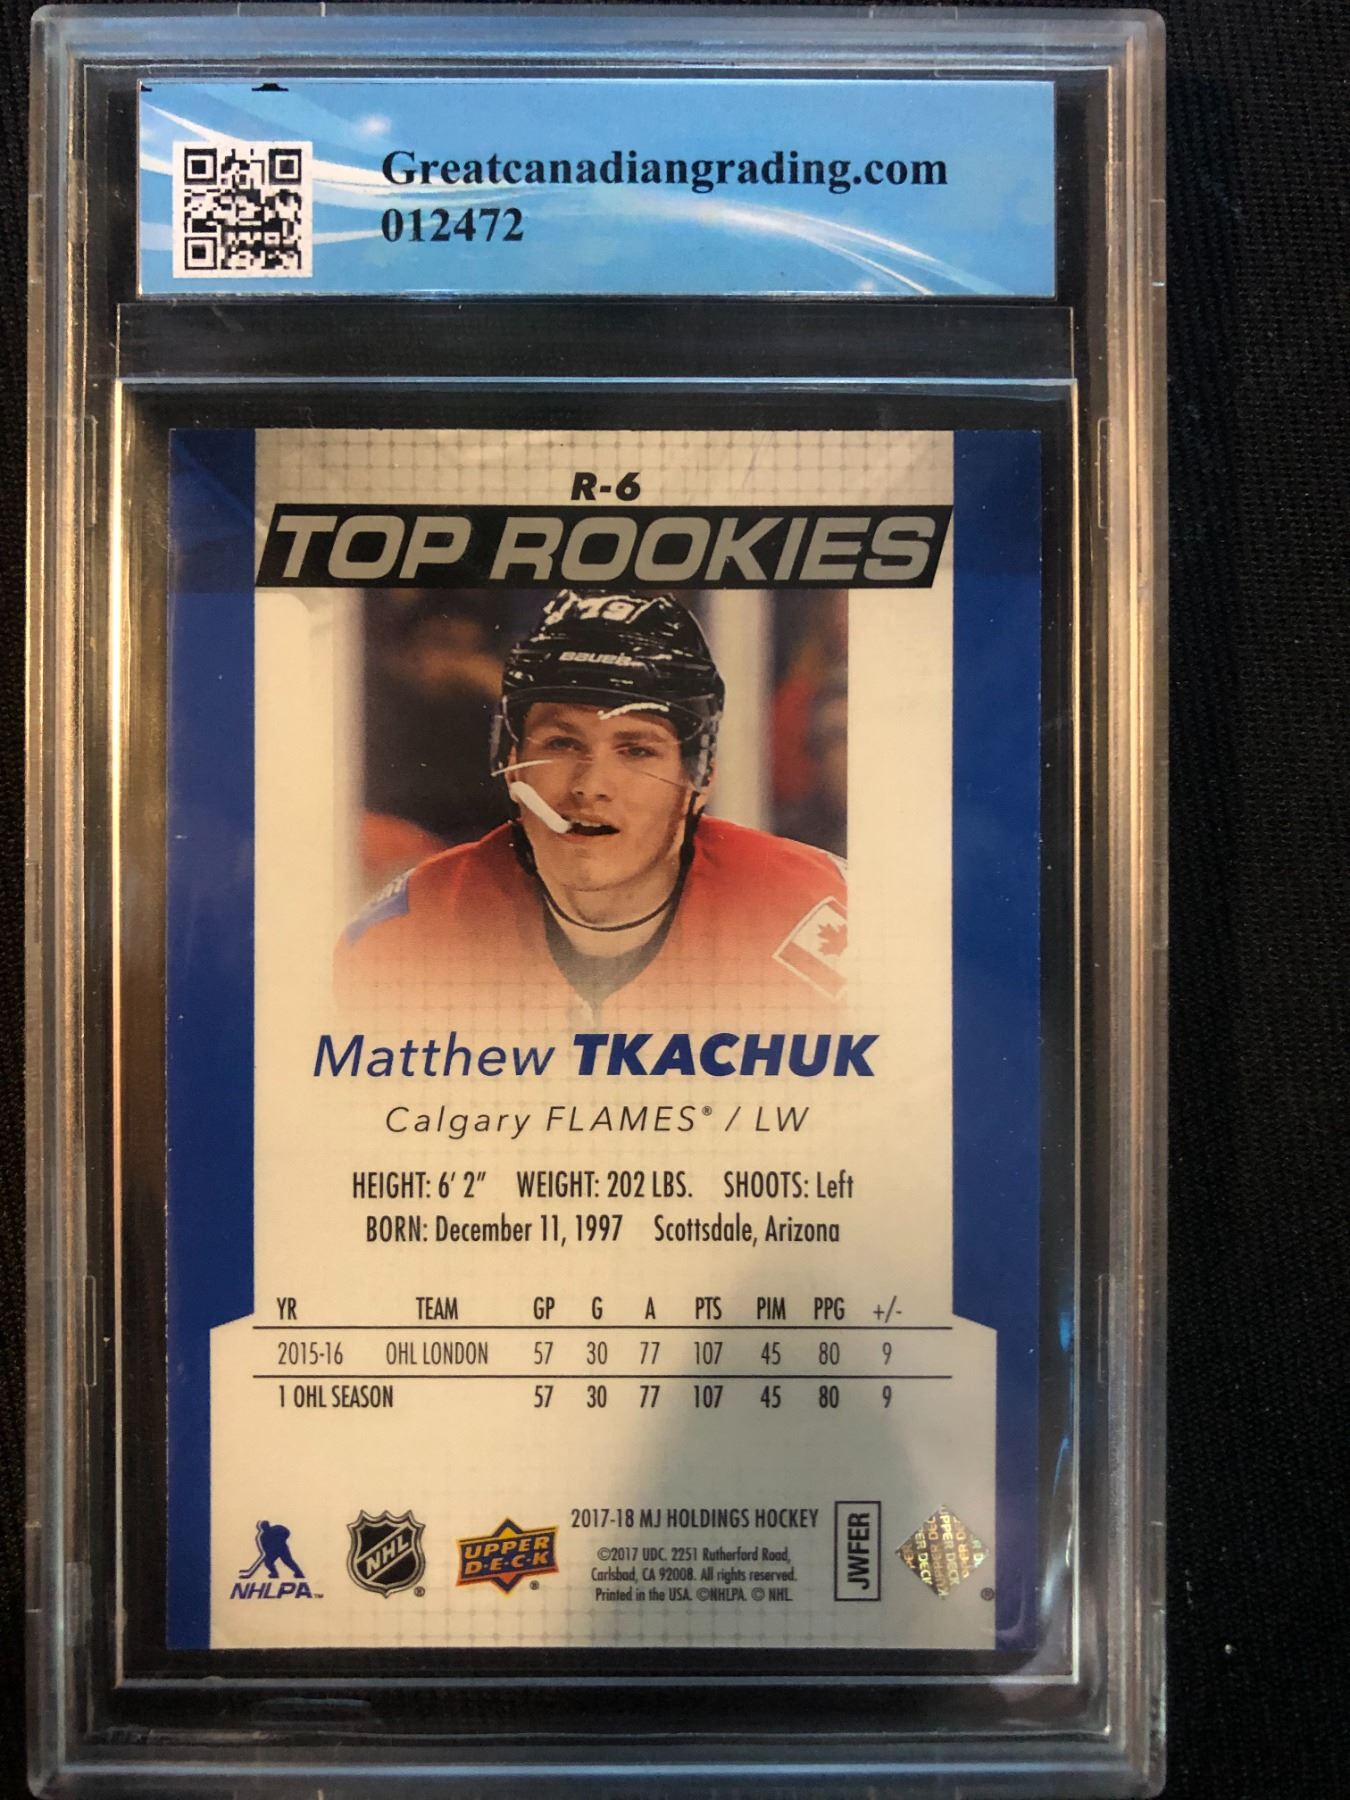 Greatcanadiangrading.com
012472
R-6
TOP ROOKIES
19
BAUER
Matthew TKACHUK
Calgary FLAMES® / LW
HEIGHT: 6' 2" WEIGHT: 202 LBS. SHOOTS: Left
BORN: December 11, 1997 Scottsdale, Arizona
YR TEAM GP G A PTS PIM PPG +/-
2015-16 OHL LONDON 57 30 77 107 45 80 9
1 OHL SEASON 57 30 77 107 45 80 9
NHLPA™
NHL®
UPPER D·E·C·K®
2017-18 MJ HOLDINGS HOCKEY
©2017 UDC. 2251 Rutherford Road,
Carlsbad, CA 92008. All rights reserved.
Printed in the USA. ©NHLPA. © NHL.
JWFER
UPPER DECK
®